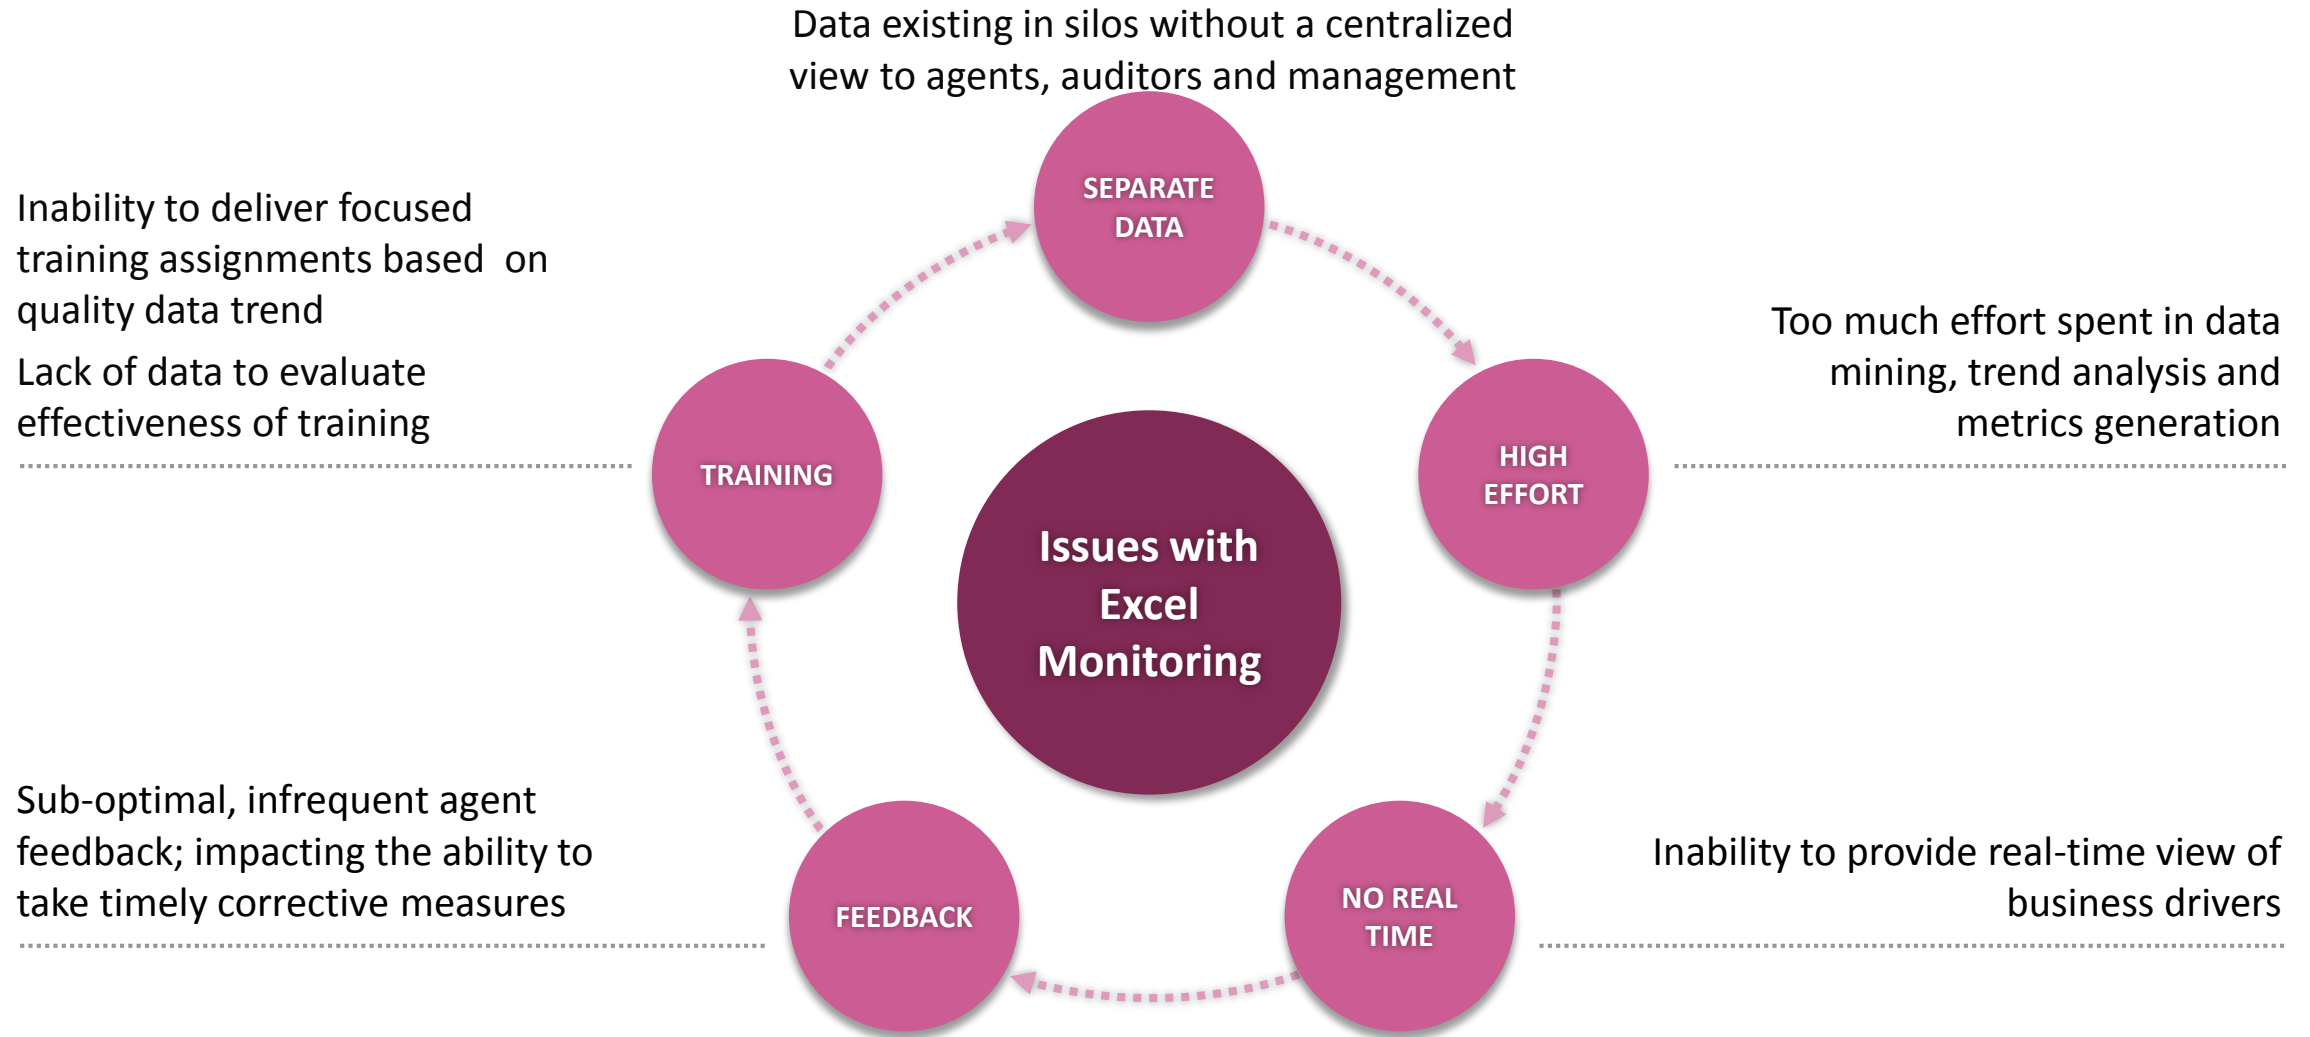 Data existing in silos without a centralized
view to agents, auditors and management
SEPARATE
DATA
Inability to deliver focused
training assignments based  on
quality data trend
Lack of data to evaluate
effectiveness of training
TRAINING
Too much effort spent in data
mining, trend analysis and
metrics generation
HIGH
EFFORT
Issues with
Excel
Monitoring
Sub-optimal, infrequent agent
feedback; impacting the ability to
take timely corrective measures
FEEDBACK
NO REAL
TIME
Inability to provide real-time view of
business drivers